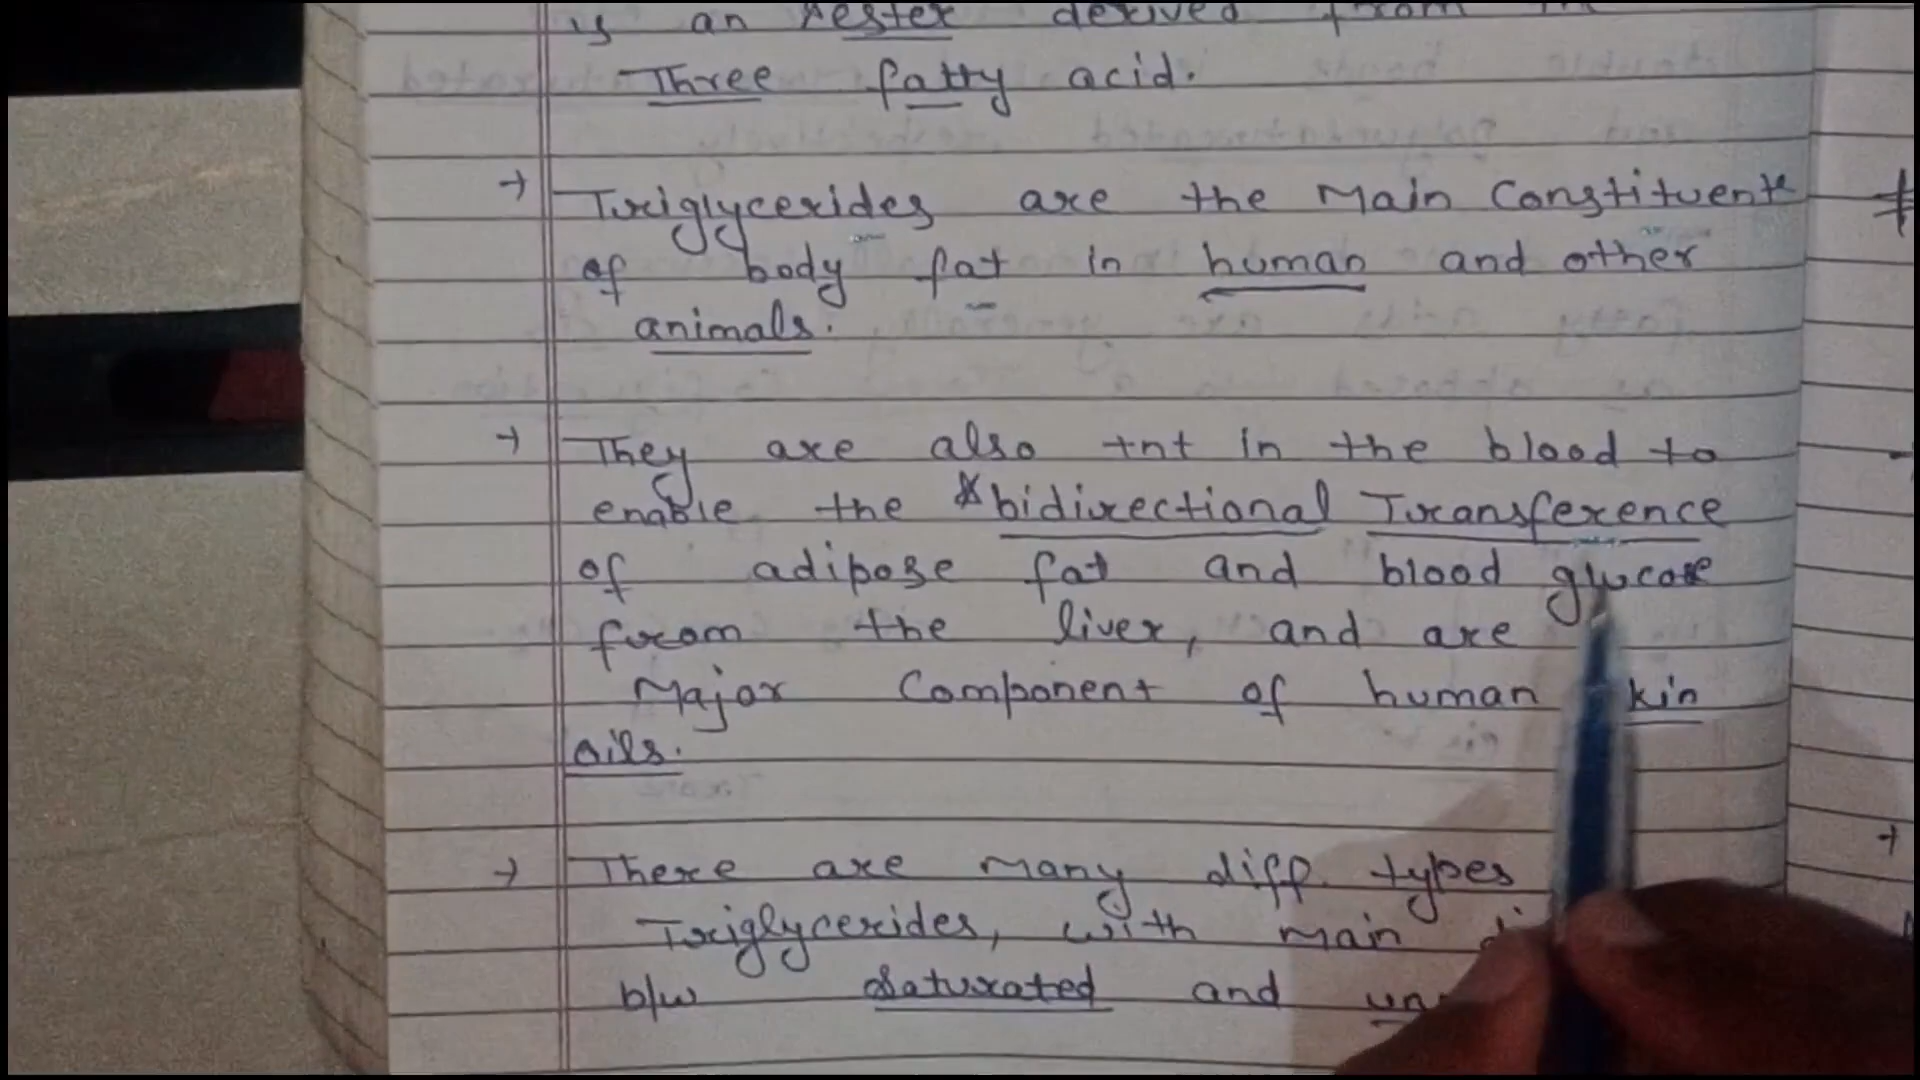 is an ester derived from
Three fatty acid.
→ Triglycerides are the Main Constituents
of body fat in human and other
animals.
→ They are also tnt in the blood to
enable the *bidirectional Transference
of adipose fat and blood glucose
from the liver, and are
Major Component of human kin
oils.
→ There are many diff. types
Triglycerides, with main
b/w saturated and